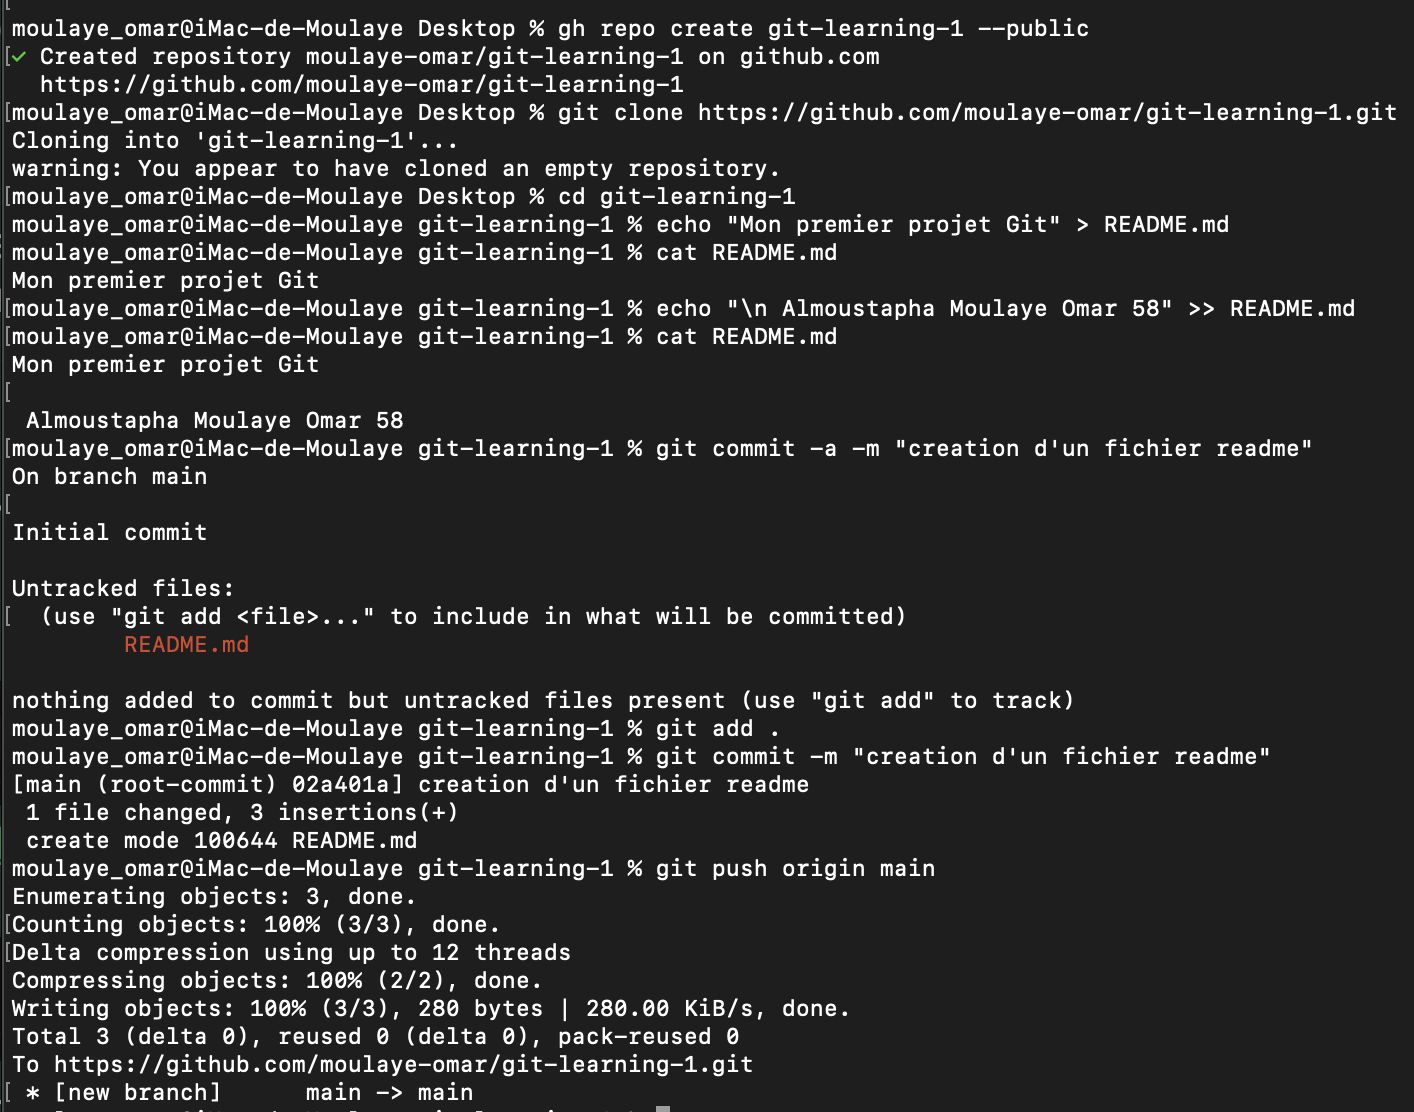 moulaye_omar@iMac-de-Moulaye Desktop % gh repo create git-learning-1 --public
✓ Created repository moulaye-omar/git-learning-1 on github.com
  https://github.com/moulaye-omar/git-learning-1
moulaye_omar@iMac-de-Moulaye Desktop % git clone https://github.com/moulaye-omar/git-learning-1.git
Cloning into 'git-learning-1'...
warning: You appear to have cloned an empty repository.
moulaye_omar@iMac-de-Moulaye Desktop % cd git-learning-1
moulaye_omar@iMac-de-Moulaye git-learning-1 % echo "Mon premier projet Git" > README.md
moulaye_omar@iMac-de-Moulaye git-learning-1 % cat README.md
Mon premier projet Git
moulaye_omar@iMac-de-Moulaye git-learning-1 % echo "\n Almoustapha Moulaye Omar 58" >> README.md
moulaye_omar@iMac-de-Moulaye git-learning-1 % cat README.md
Mon premier projet Git
 Almoustapha Moulaye Omar 58
moulaye_omar@iMac-de-Moulaye git-learning-1 % git commit -a -m "creation d'un fichier readme"
On branch main
Initial commit
Untracked files:
  (use "git add <file>..." to include in what will be committed)
        README.md
nothing added to commit but untracked files present (use "git add" to track)
moulaye_omar@iMac-de-Moulaye git-learning-1 % git add .
moulaye_omar@iMac-de-Moulaye git-learning-1 % git commit -m "creation d'un fichier readme"
[main (root-commit) 02a401a] creation d'un fichier readme
 1 file changed, 3 insertions(+)
 create mode 100644 README.md
moulaye_omar@iMac-de-Moulaye git-learning-1 % git push origin main
Enumerating objects: 3, done.
Counting objects: 100% (3/3), done.
Delta compression using up to 12 threads
Compressing objects: 100% (2/2), done.
Writing objects: 100% (3/3), 280 bytes | 280.00 KiB/s, done.
Total 3 (delta 0), reused 0 (delta 0), pack-reused 0
To https://github.com/moulaye-omar/git-learning-1.git
 * [new branch]      main -> main